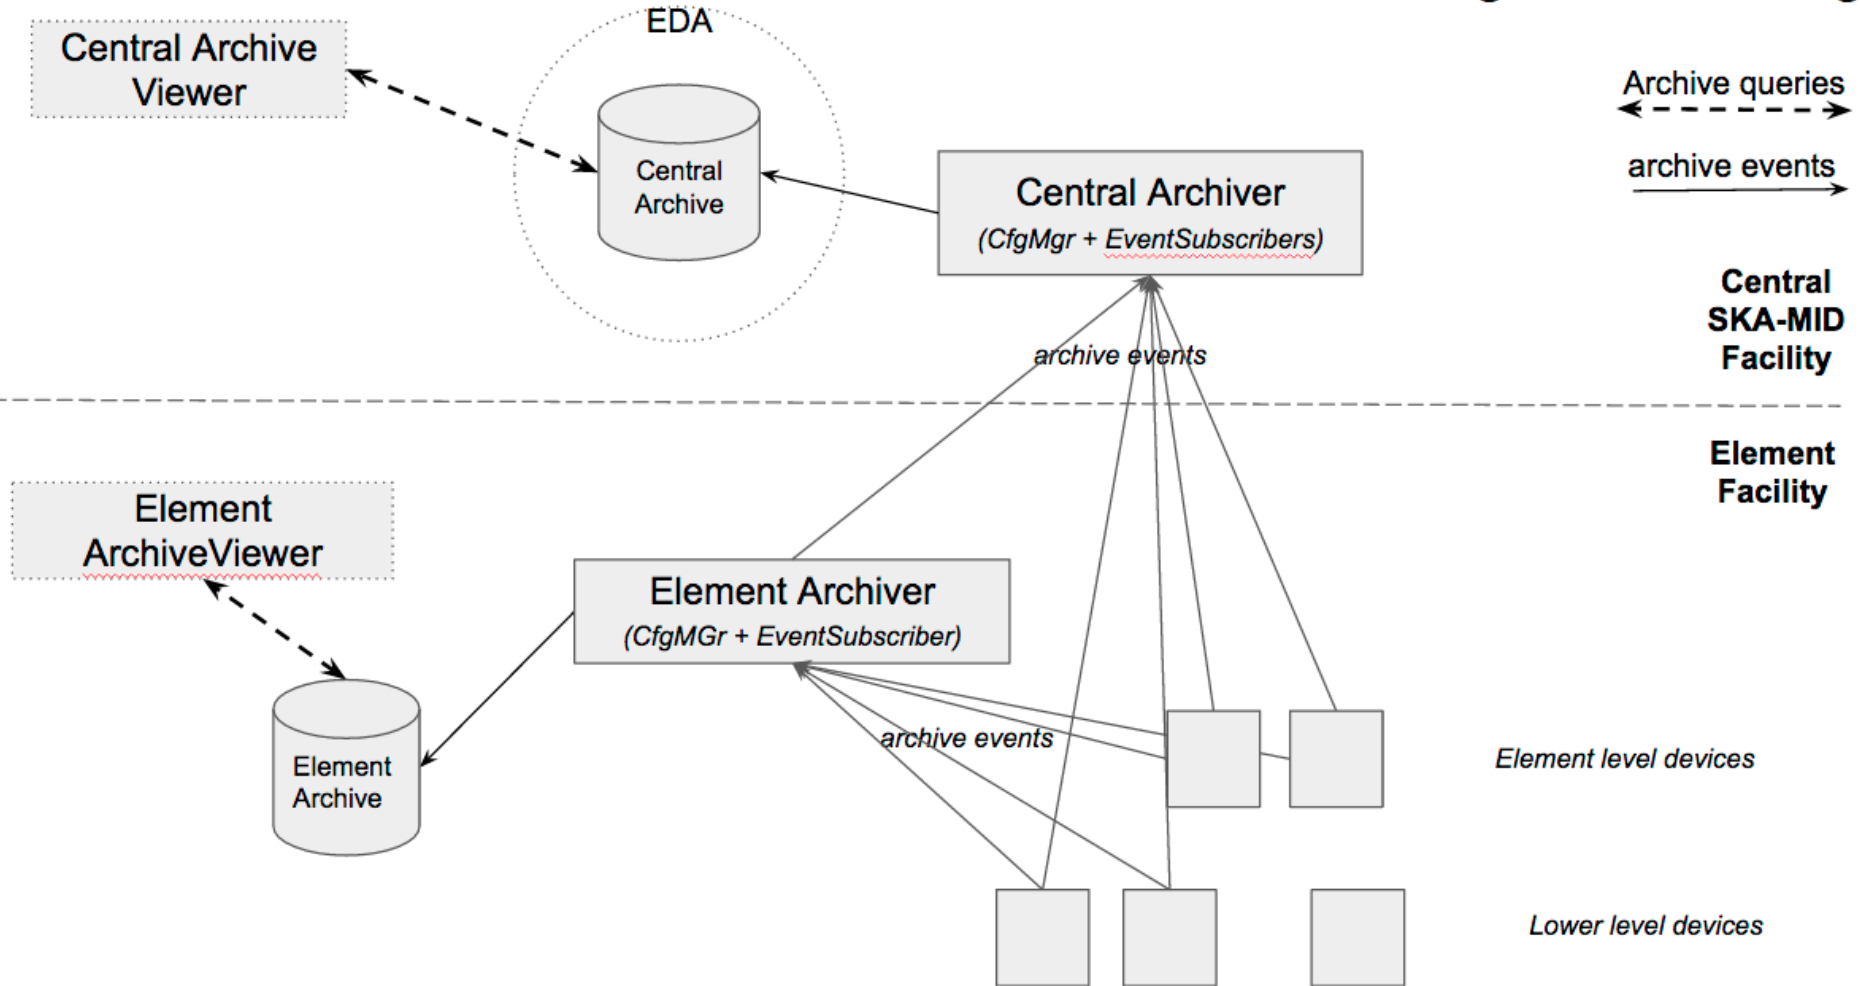 EDA
Central Archive
Viewer
Archive queries
archive events
Central
Archive
Central Archiver
(CfgMgr + EventSubscribers)
Central
SKA-MID
Facility
archive events
Element
Facility
Element
ArchiveViewer
Element Archiver
(CfgMGr + EventSubscriber)
archive events
Element
Archive
Element level devices
Lower level devices